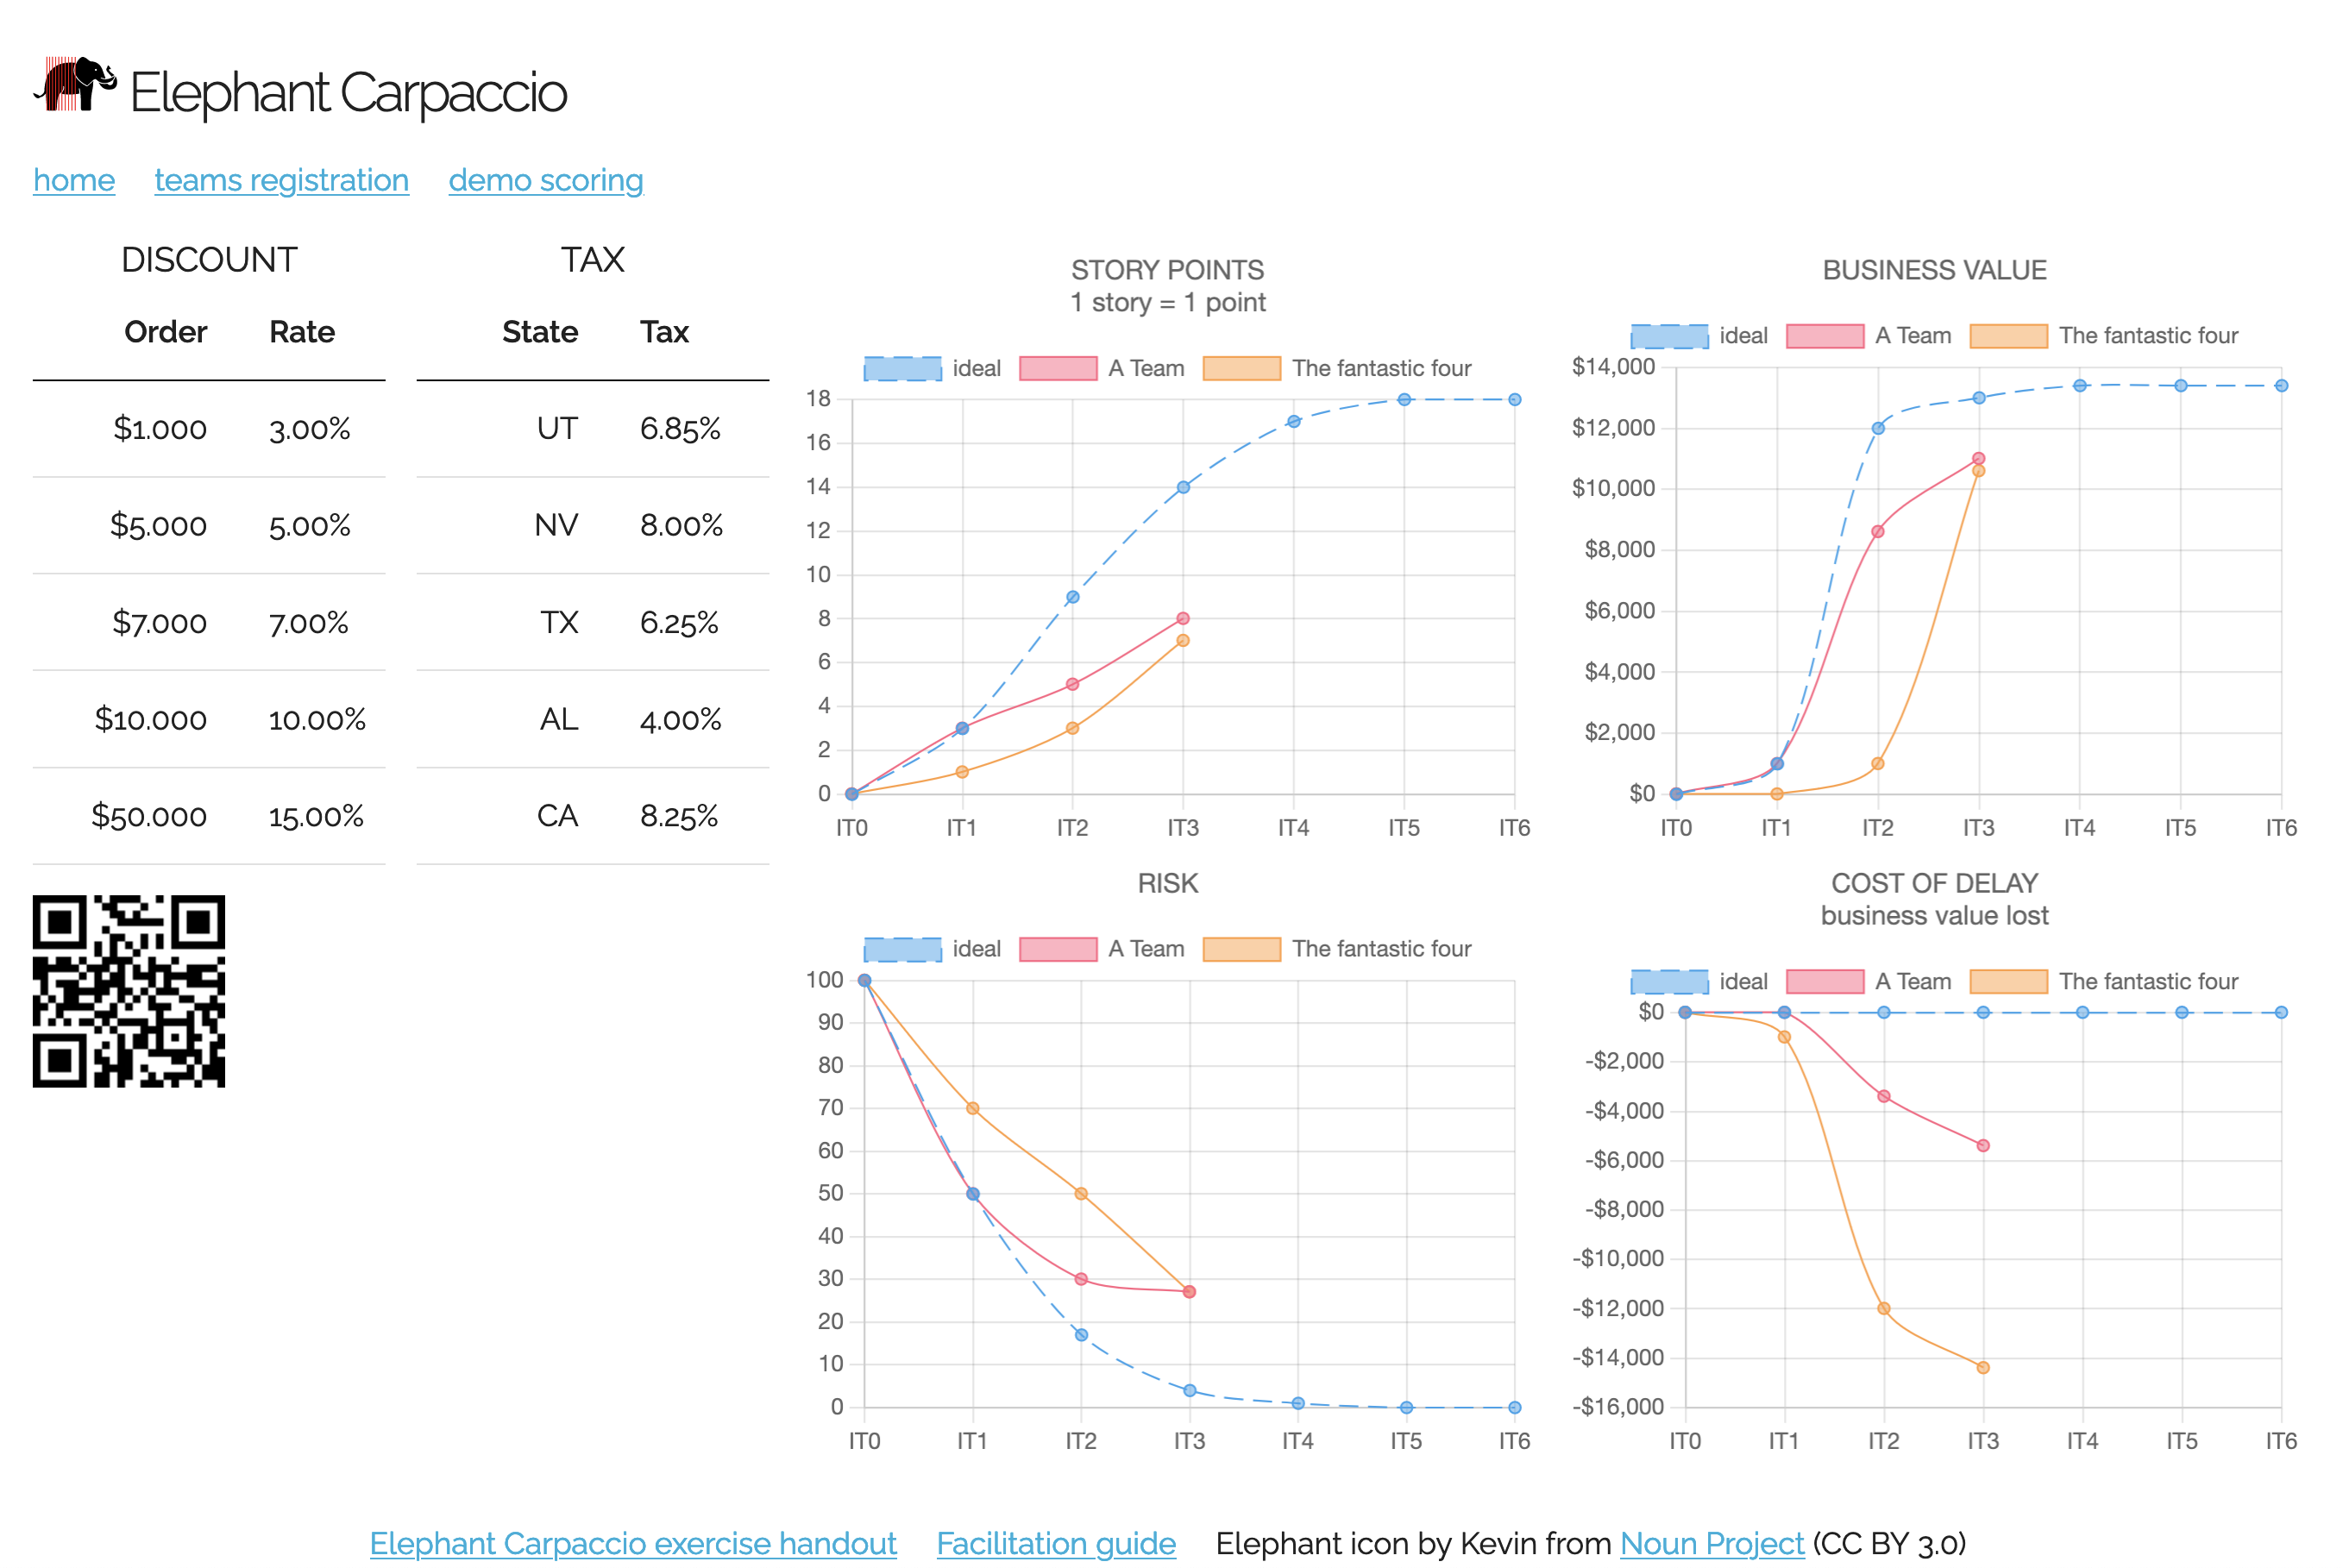 Elephant Carpaccio
home teams registration demo scoring
DISCOUNT
Order Rate
$1.000 3.00%
$5.000 5.00%
$7.000 7.00%
$10.000 10.00%
$50.000 15.00%
TAX
State Tax
UT 6.85%
NV 8.00%
TX 6.25%
AL 4.00%
CA 8.25%
STORY POINTS
1 story = 1 point
ideal A Team The fantastic four
18
16
14
12
10
8
6
4
2
0
IT0 IT1 IT2 IT3 IT4 IT5 IT6
BUSINESS VALUE
ideal A Team The fantastic four
$14,000
$12,000
$10,000
$8,000
$6,000
$4,000
$2,000
$0
IT0 IT1 IT2 IT3 IT4 IT5 IT6
RISK
ideal A Team The fantastic four
100
90
80
70
60
50
40
30
20
10
0
IT0 IT1 IT2 IT3 IT4 IT5 IT6
COST OF DELAY
business value lost
ideal A Team The fantastic four
$0
-$2,000
-$4,000
-$6,000
-$8,000
-$10,000
-$12,000
-$14,000
-$16,000
IT0 IT1 IT2 IT3 IT4 IT5 IT6
Elephant Carpaccio exercise handout Facilitation guide Elephant icon by Kevin from Noun Project (CC BY 3.0)